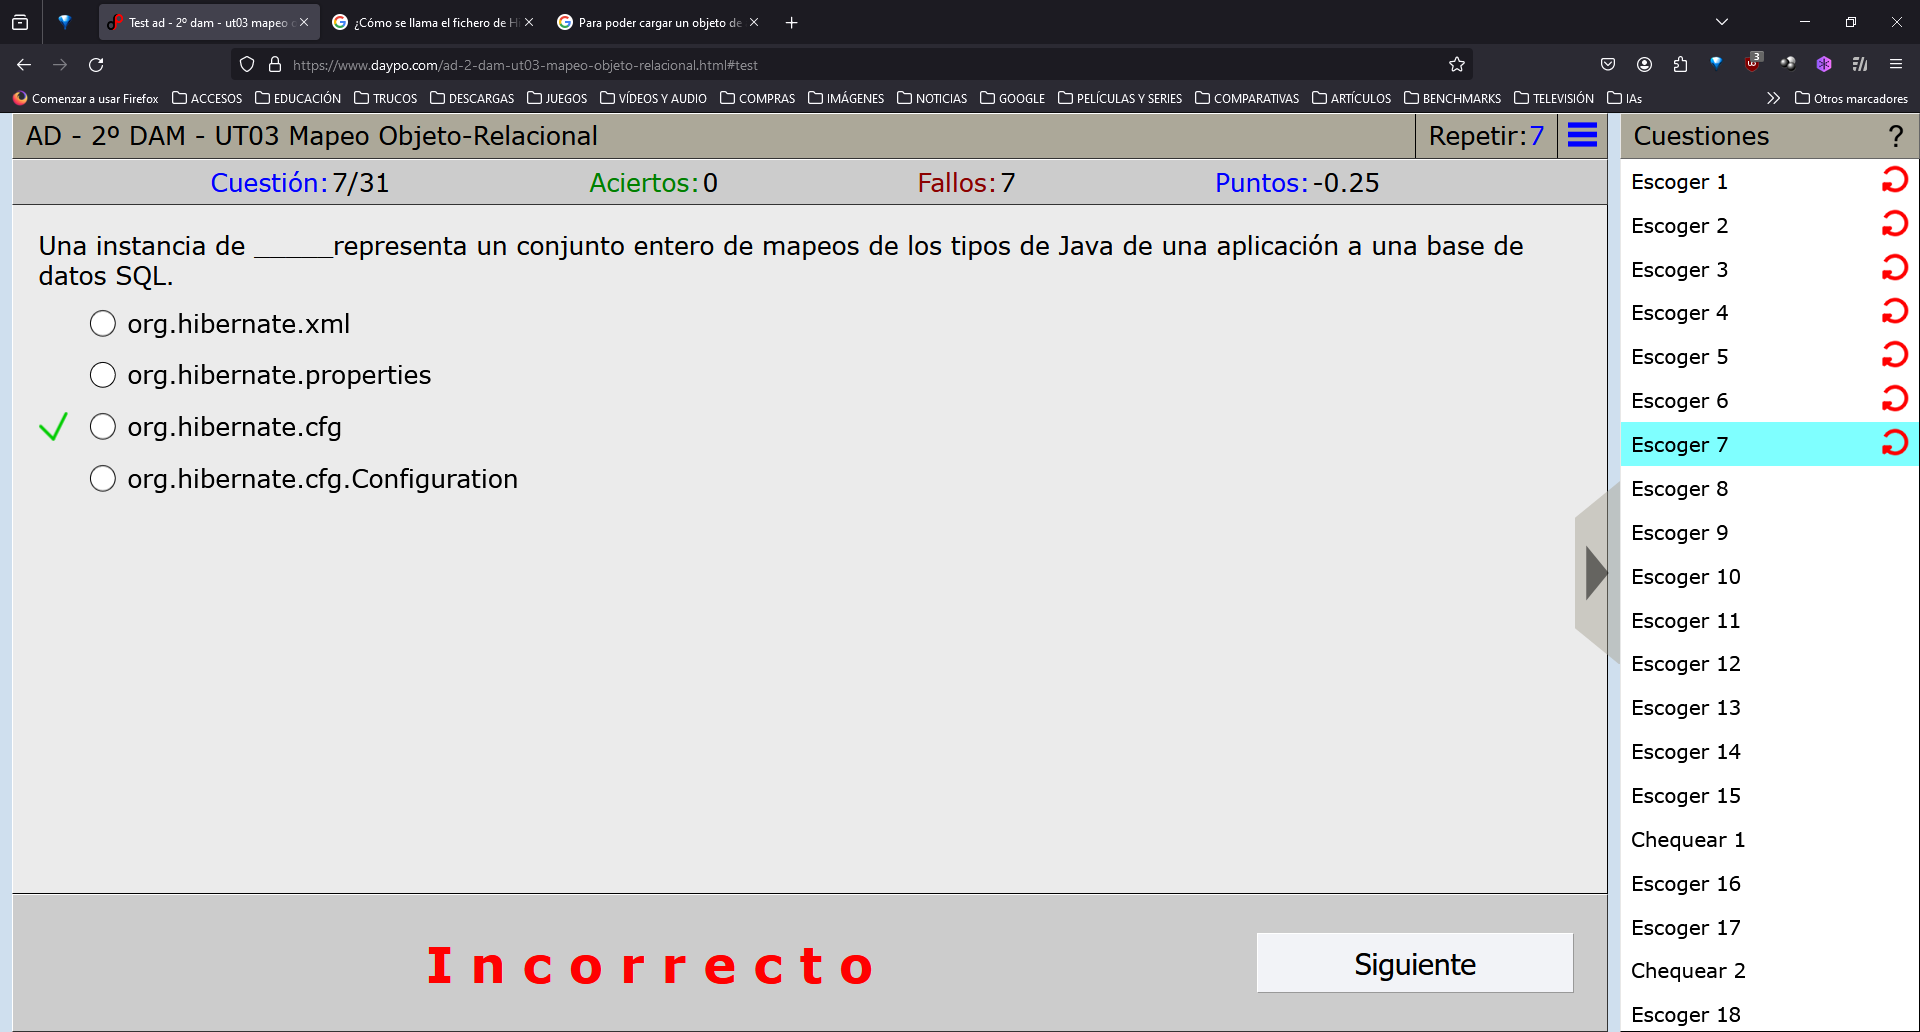 Test ad - 2º dam - ut03 mapeo
¿Cómo se llama el fichero de Hi
Para poder cargar un objeto de
https://www.daypo.com/ad-2-dam-ut03-mapeo-objeto-relacional.html#test
3
Comenzar a usar Firefox ACCESOS EDUCACIÓN TRUCOS DESCARGAS JUEGOS VÍDEOS Y AUDIO COMPRAS IMÁGENES NOTICIAS GOOGLE PELÍCULAS Y SERIES COMPARATIVAS ARTÍCULOS BENCHMARKS TELEVISIÓN IAs Otros marcadores
AD - 2º DAM - UT03 Mapeo Objeto-Relacional
Repetir:7
Cuestión:7/31 Aciertos:0 Fallos:7 Puntos:-0.25
Una instancia de ______representa un conjunto entero de mapeos de los tipos de Java de una aplicación a una base de
datos SQL.
org.hibernate.xml
org.hibernate.properties
org.hibernate.cfg
org.hibernate.cfg.Configuration
Incorrecto
Siguiente
Cuestiones ?
Escoger 1
Escoger 2
Escoger 3
Escoger 4
Escoger 5
Escoger 6
Escoger 7
Escoger 8
Escoger 9
Escoger 10
Escoger 11
Escoger 12
Escoger 13
Escoger 14
Escoger 15
Chequear 1
Escoger 16
Escoger 17
Chequear 2
Escoger 18